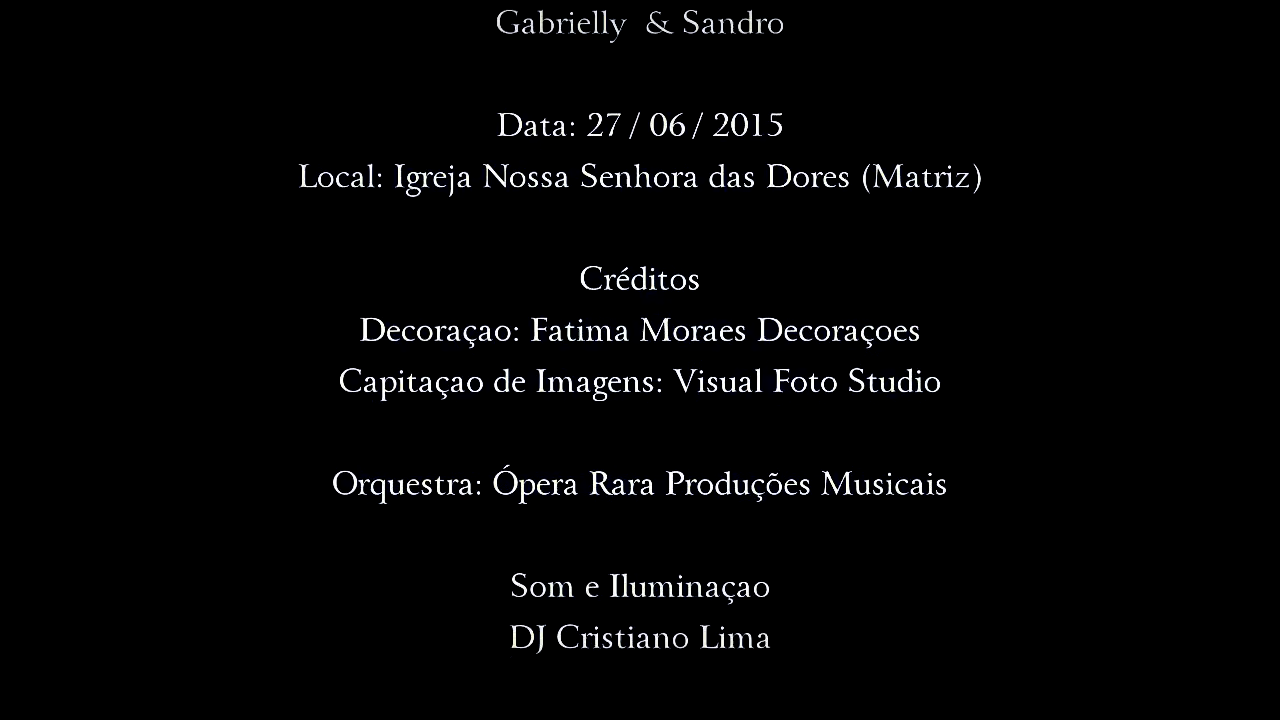 Gabrielly & Sandro
Data: 27 / 06 / 2015
Local: Igreja Nossa Senhora das Dores (Matriz)
Créditos
Decoraçao: Fatima Moraes Decoraçoes
Capitaçao de Imagens: Visual Foto Studio
Orquestra: Ópera Rara Produções Musicais
Som e Iluminaçao
DJ Cristiano Lima